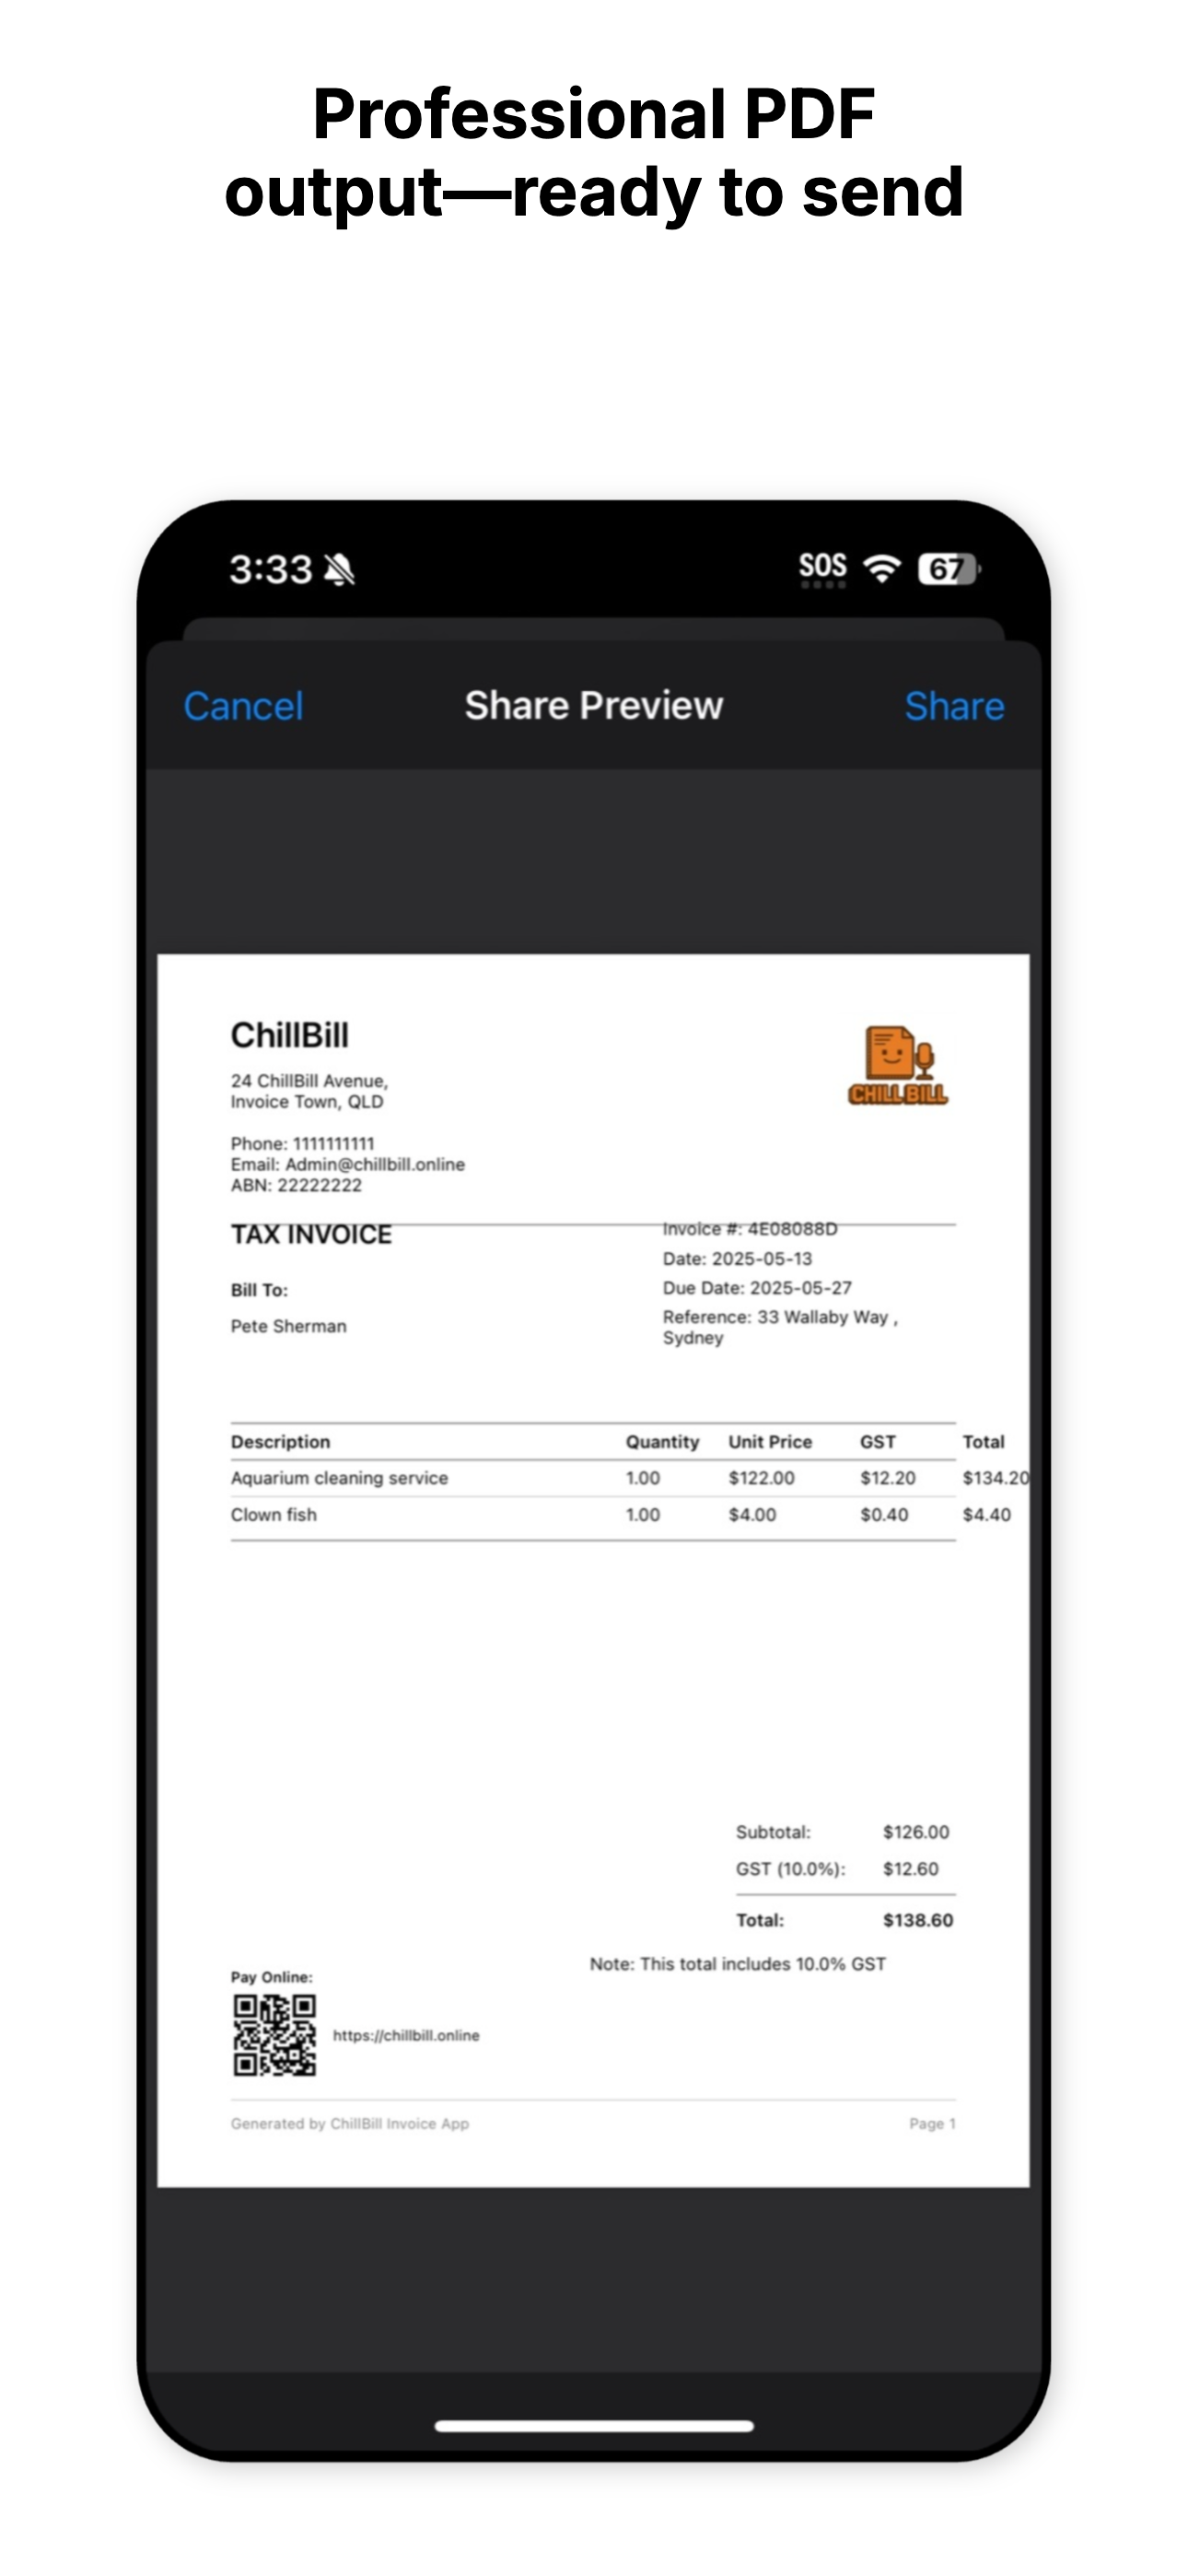 Professional PDF
output—ready to send
3:33
SOS
67
Cancel
Share Preview
Share
ChillBill
CHILL BILL
24 ChillBill Avenue,
Invoice Town, QLD
Phone: 1111111111
Email: Admin@chillbill.online
ABN: 22222222
TAX INVOICE
Invoice #: 4E08088D
Date: 2025-05-13
Due Date: 2025-05-27
Reference: 33 Wallaby Way ,
Sydney
Bill To:
Pete Sherman
Description Quantity Unit Price GST Total
Aquarium cleaning service 1.00 $122.00 $12.20 $134.20
Clown fish 1.00 $4.00 $0.40 $4.40
Subtotal: $126.00
GST (10.0%): $12.60
Total: $138.60
Note: This total includes 10.0% GST
Pay Online:
https://chillbill.online
Generated by ChillBill Invoice App
Page 1